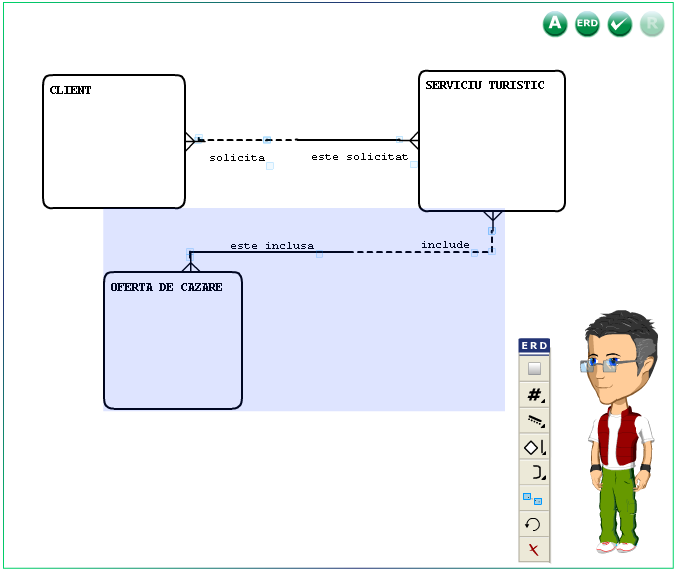 A ERD R
CLIENT
SERVICIU TURISTIC
solicita
este solicitat
este inclusa
include
OFERTA DE CAZARE
ERD
#